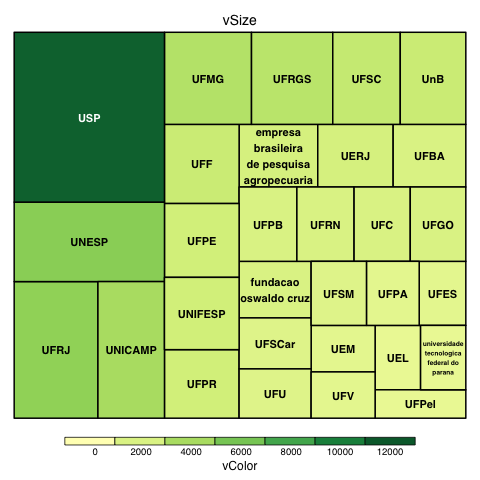 vSize
USP
UFMG
UFRGS
UFSC
UnB
UFF
empresa
brasileira
de pesquisa
agropecuaria
UERJ
UFBA
UNESP
UFPE
UFPB
UFRN
UFC
UFGO
UFRJ
UNICAMP
UNIFESP
fundacao
oswaldo cruz
UFSM
UFPA
UFES
UFSCar
UEM
UEL
universidade
tecnologica
federal do
parana
UFPR
UFU
UFV
UFPel
0 2000 4000 6000 8000 10000 12000
vColor